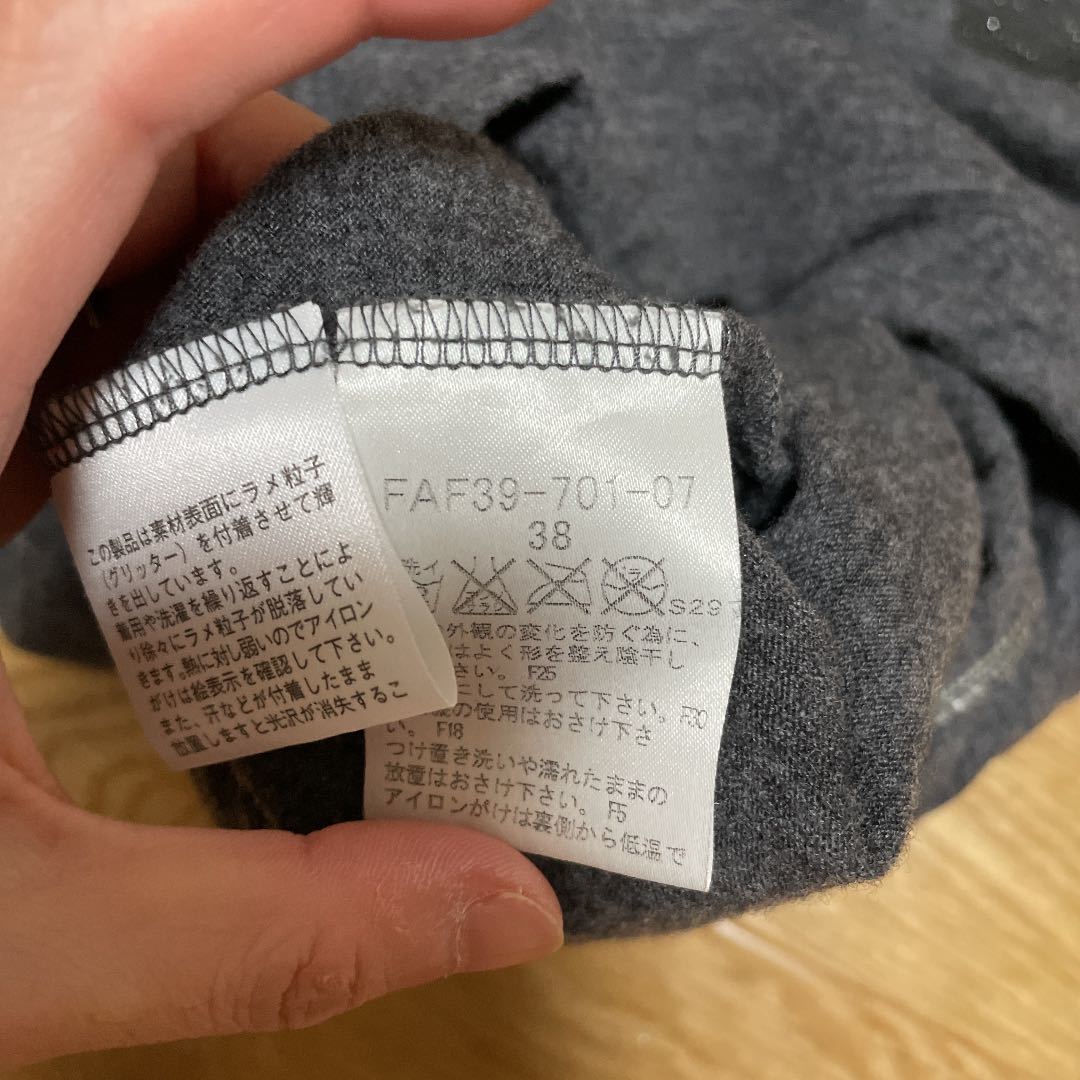 この製品は素材表面にラメ粒子
(グリッター)を付着させて輝
きを出しています。
着用や洗濯を繰り返すことによ
り徐々にラメ粒子が脱落してい
きます。熱に対し弱いのでアイロン
がけは絵表示を確認して下さい。
また、汗などが付着したまま
放置しますと光沢が消失するこ
FAF39-701-07
38
S29
外観の変化を防ぐ為に、
はよく形を整え陰干し
さい。 F25
にして洗って下さい。 F30
の使用はおさけ下さ
い。 F18
つけ置き洗いや濡れたままの
放置はおさけ下さい。 F5
アイロンがけは裏側から低温で